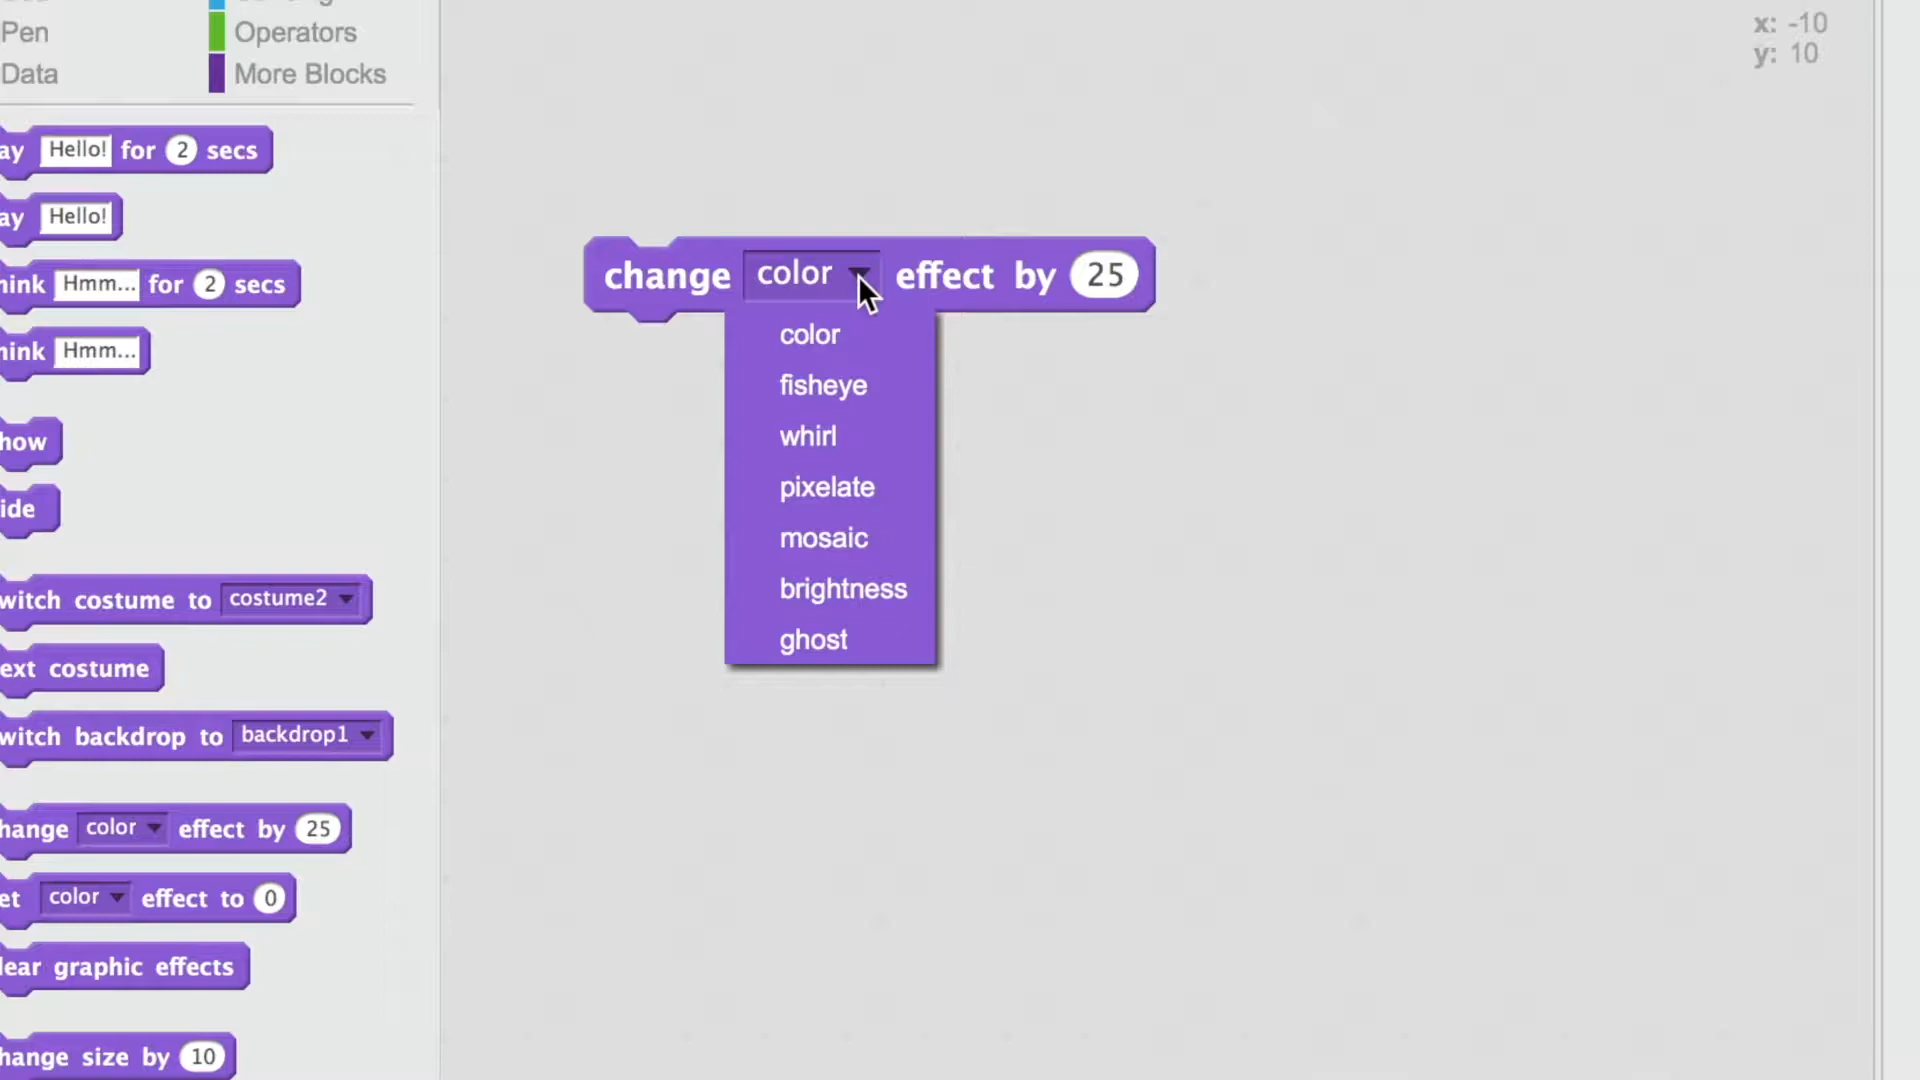 Pen
Operators
Data
More Blocks
x: -10
y: 10
ay Hello! for 2 secs
ay Hello!
hink Hmm... for 2 secs
hink Hmm...
how
ide
witch costume to costume2
ext costume
witch backdrop to backdrop1
hange color effect by 25
et color effect to 0
lear graphic effects
hange size by 10
change color effect by 25
color
fisheye
whirl
pixelate
mosaic
brightness
ghost